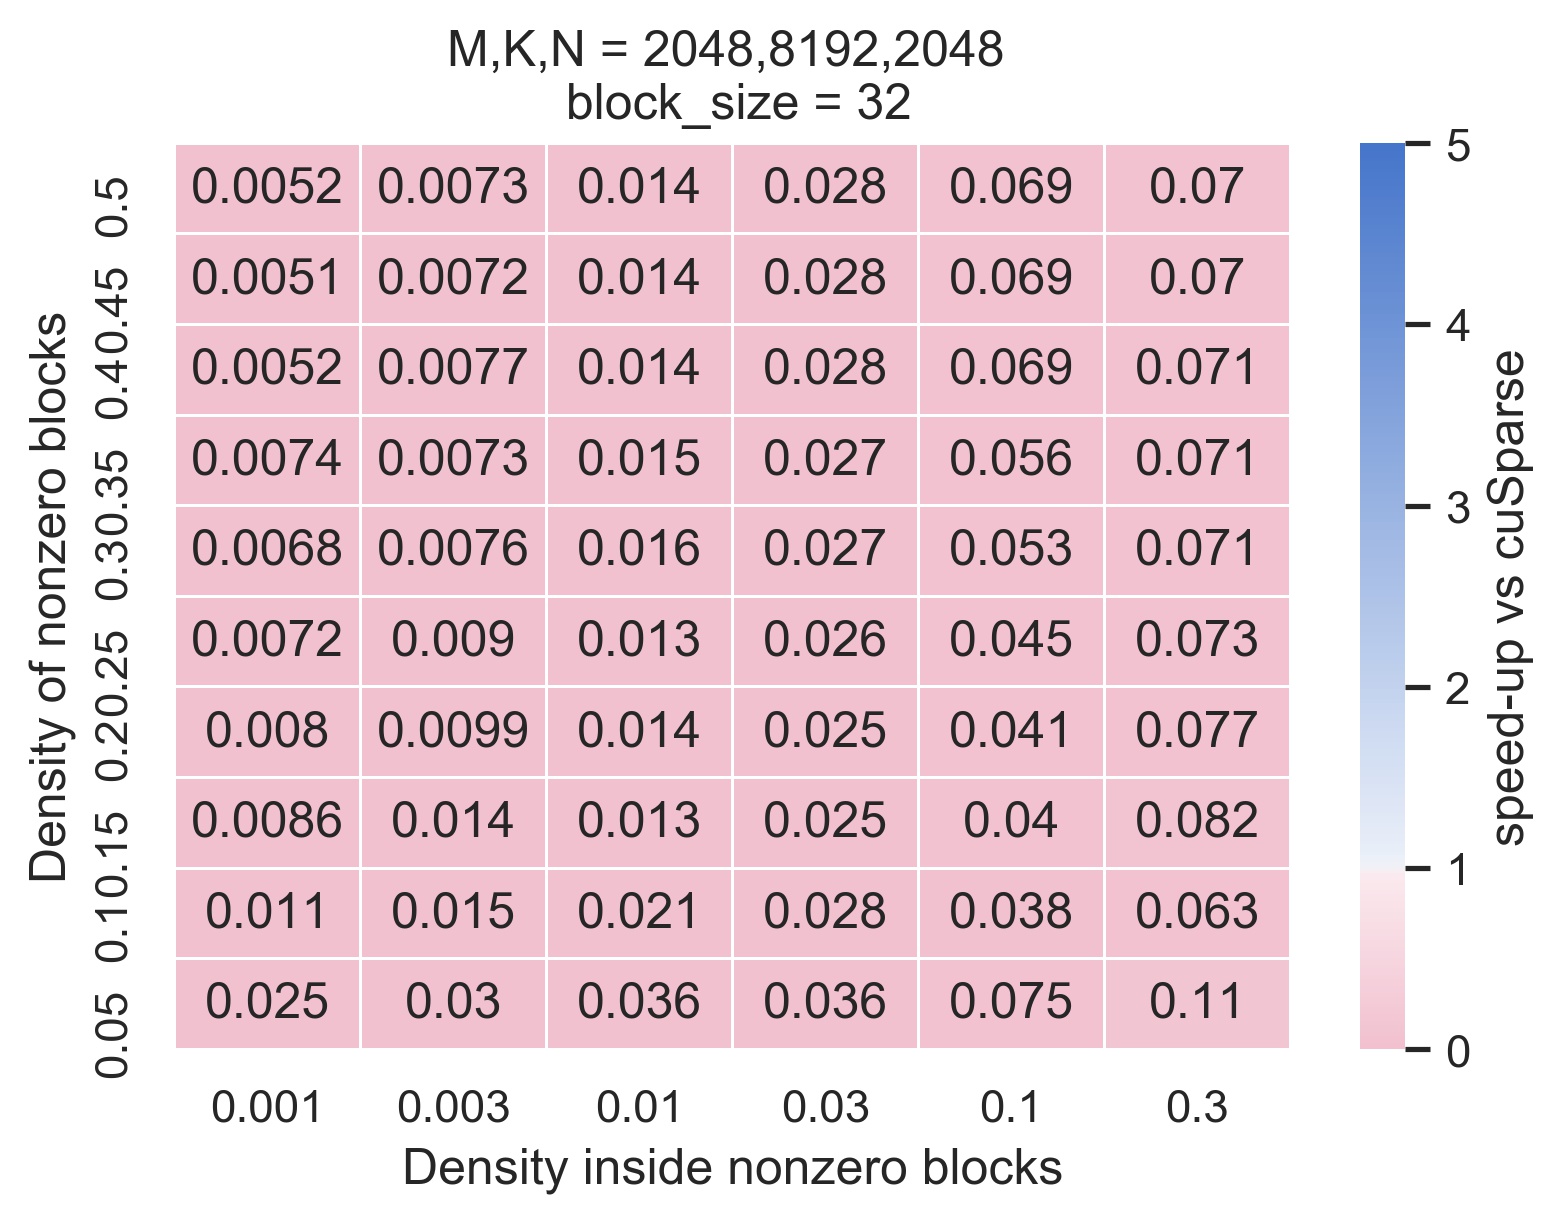 M,K,N = 2048,8192,2048
block_size = 32
Density of nonzero blocks
0.5 0.0052 0.0073 0.014 0.028 0.069 0.07
0.45 0.0051 0.0072 0.014 0.028 0.069 0.07
0.4 0.0052 0.0077 0.014 0.028 0.069 0.071
0.35 0.0074 0.0073 0.015 0.027 0.056 0.071
0.3 0.0068 0.0076 0.016 0.027 0.053 0.071
0.25 0.0072 0.009 0.013 0.026 0.045 0.073
0.2 0.008 0.0099 0.014 0.025 0.041 0.077
0.15 0.0086 0.014 0.013 0.025 0.04 0.082
0.1 0.011 0.015 0.021 0.028 0.038 0.063
0.05 0.025 0.03 0.036 0.036 0.075 0.11
0.001 0.003 0.01 0.03 0.1 0.3
Density inside nonzero blocks
5
4
3
2
1
0
speed-up vs cuSparse